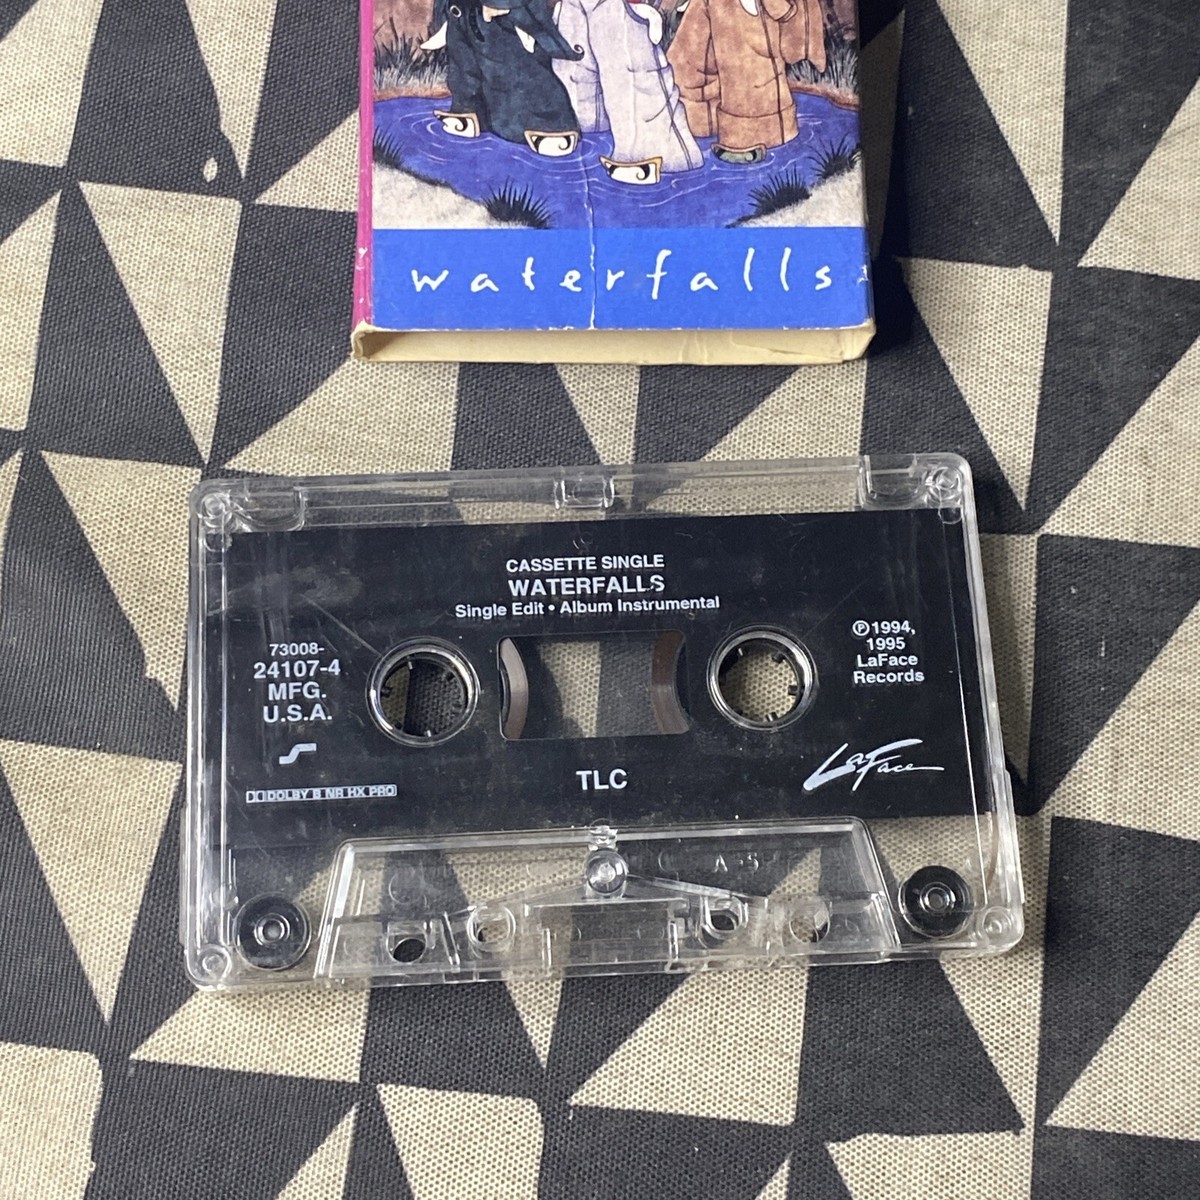 waterfalls
CASSETTE SINGLE
WATERFALLS
Single Edit • Album Instrumental
73008-
24107-4
MFG.
U.S.A.
℗1994,
1995
LaFace
Records
DOLBY B NR HX PRO
TLC
LaFace
A-S